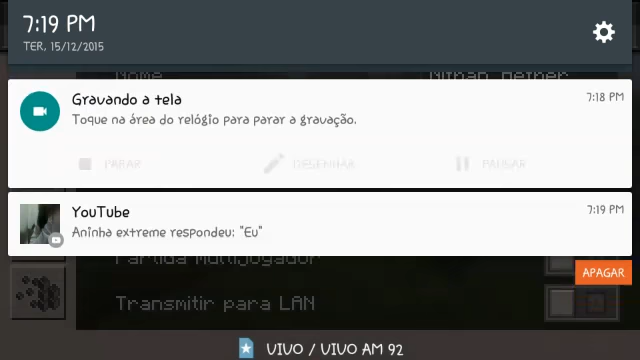 7:19 PM
TER, 15/12/2015
Nome
Gravando a tela
7:18 PM
Toque na área do relógio para parar a gravação.
PARAR
DESENHAR
PAUSAR
YouTube
7:19 PM
Aninha extreme respondeu: "Eu"
Partida Multijogador
APAGAR
Transmitir para LAN
VIVO / VIVO AM 92